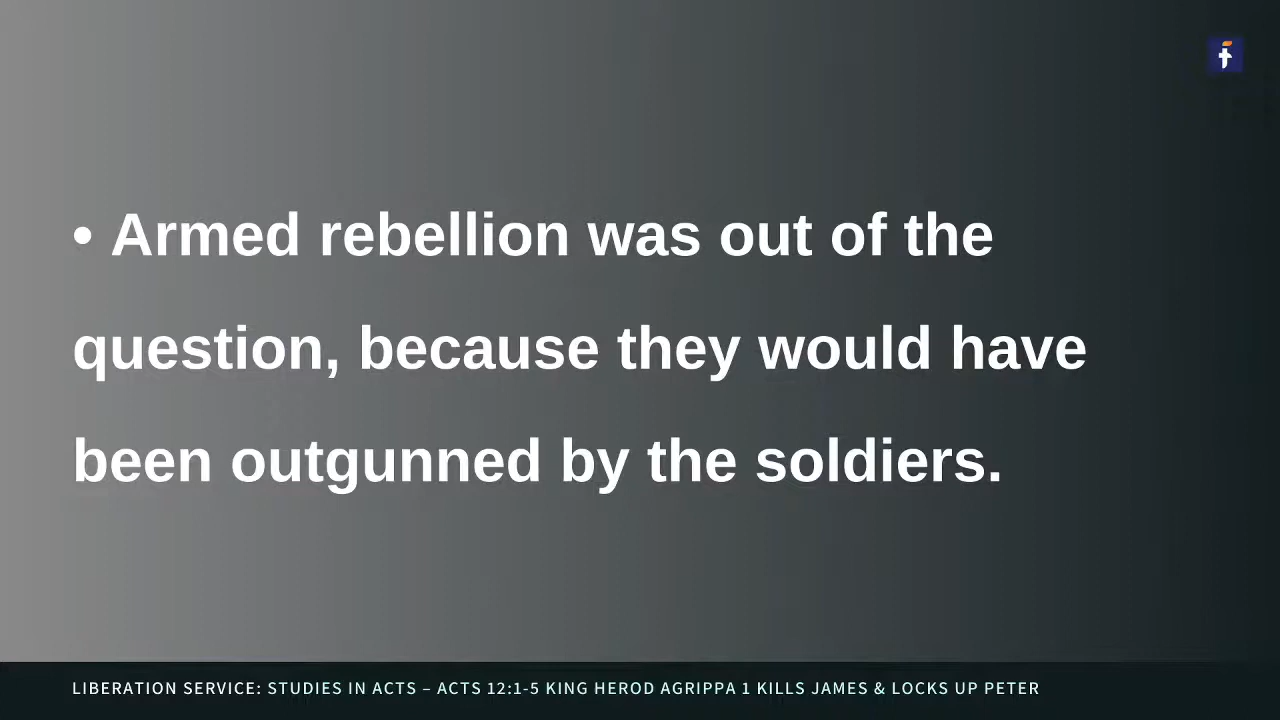 • Armed rebellion was out of the
question, because they would have
been outgunned by the soldiers.
LIBERATION SERVICE: STUDIES IN ACTS – ACTS 12:1-5 KING HEROD AGRIPPA 1 KILLS JAMES & LOCKS UP PETER